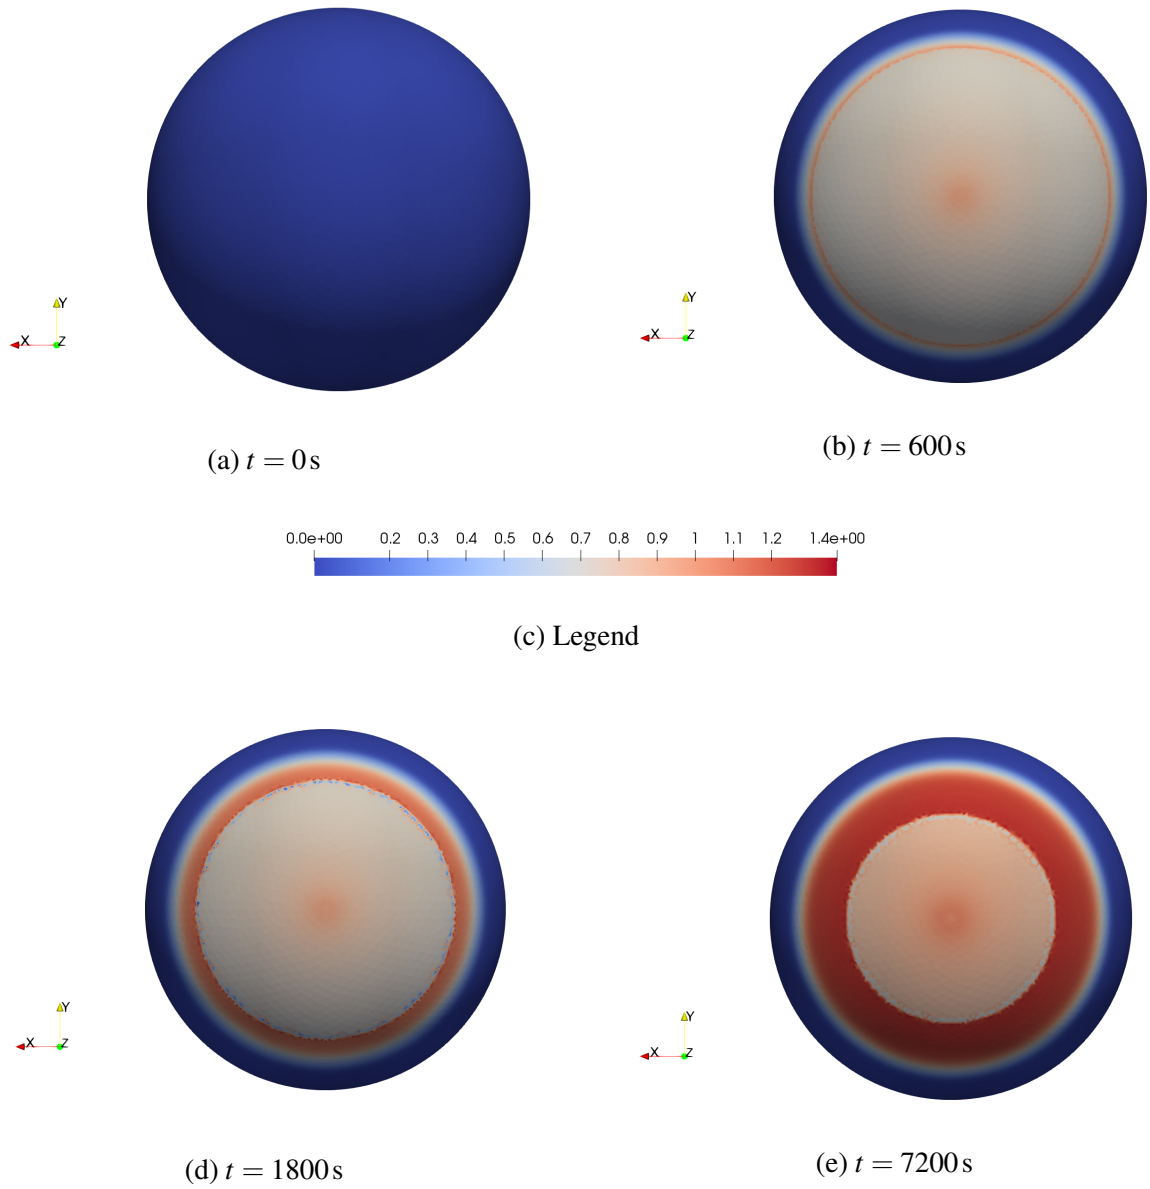 Y
X Z
(a) t = 0 s
Y
X Z
(b) t = 600 s
0.0e+00 0.2 0.3 0.4 0.5 0.6 0.7 0.8 0.9 1 1.1 1.2 1.4e+00
(c) Legend
Y
X Z
(d) t = 1800 s
Y
X Z
(e) t = 7200 s